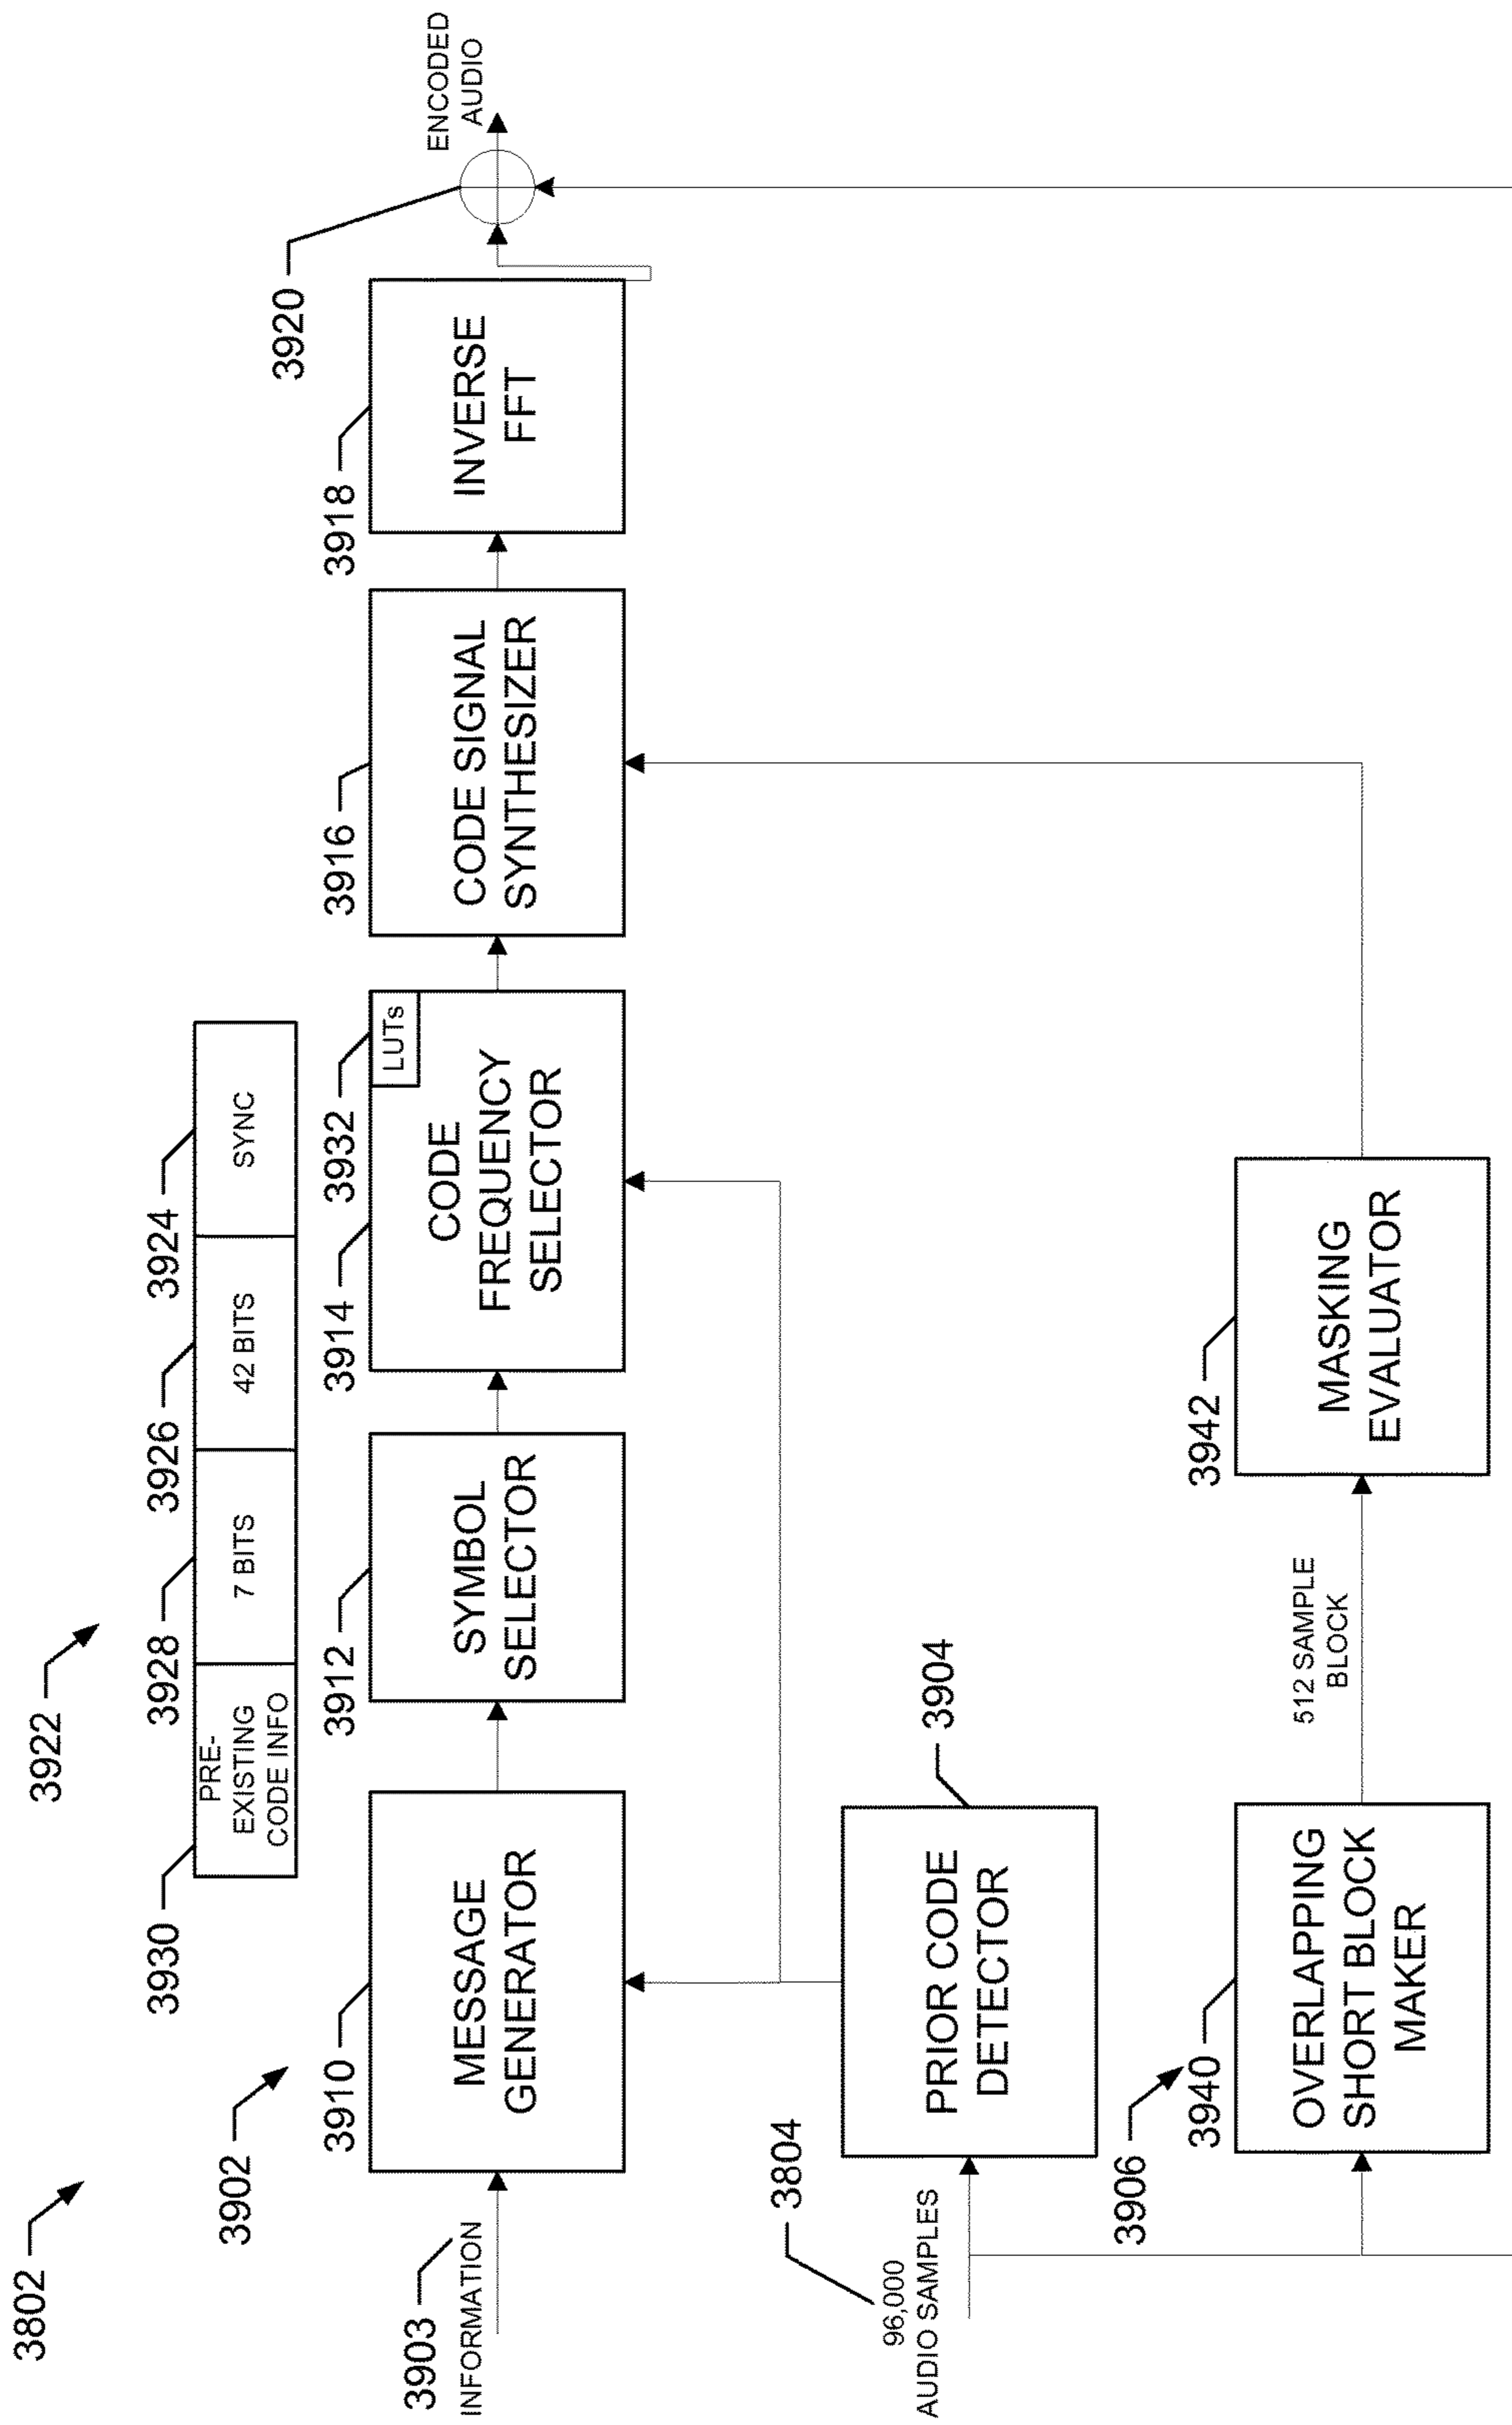 3802
3922
3930
3928
3926
3924
PRE-
EXISTING
CODE INFO
7 BITS
42 BITS
SYNC
3902
3903
INFORMATION
3910
MESSAGE
GENERATOR
3912
SYMBOL
SELECTOR
3914
CODE
FREQUENCY
SELECTOR
3932
LUTs
3916
CODE SIGNAL
SYNTHESIZER
3918
INVERSE
FFT
3920
ENCODED
AUDIO
3804
96,000
AUDIO SAMPLES
PRIOR CODE
DETECTOR
3904
3906
3940
OVERLAPPING
SHORT BLOCK
MAKER
512 SAMPLE
BLOCK
3942
MASKING
EVALUATOR